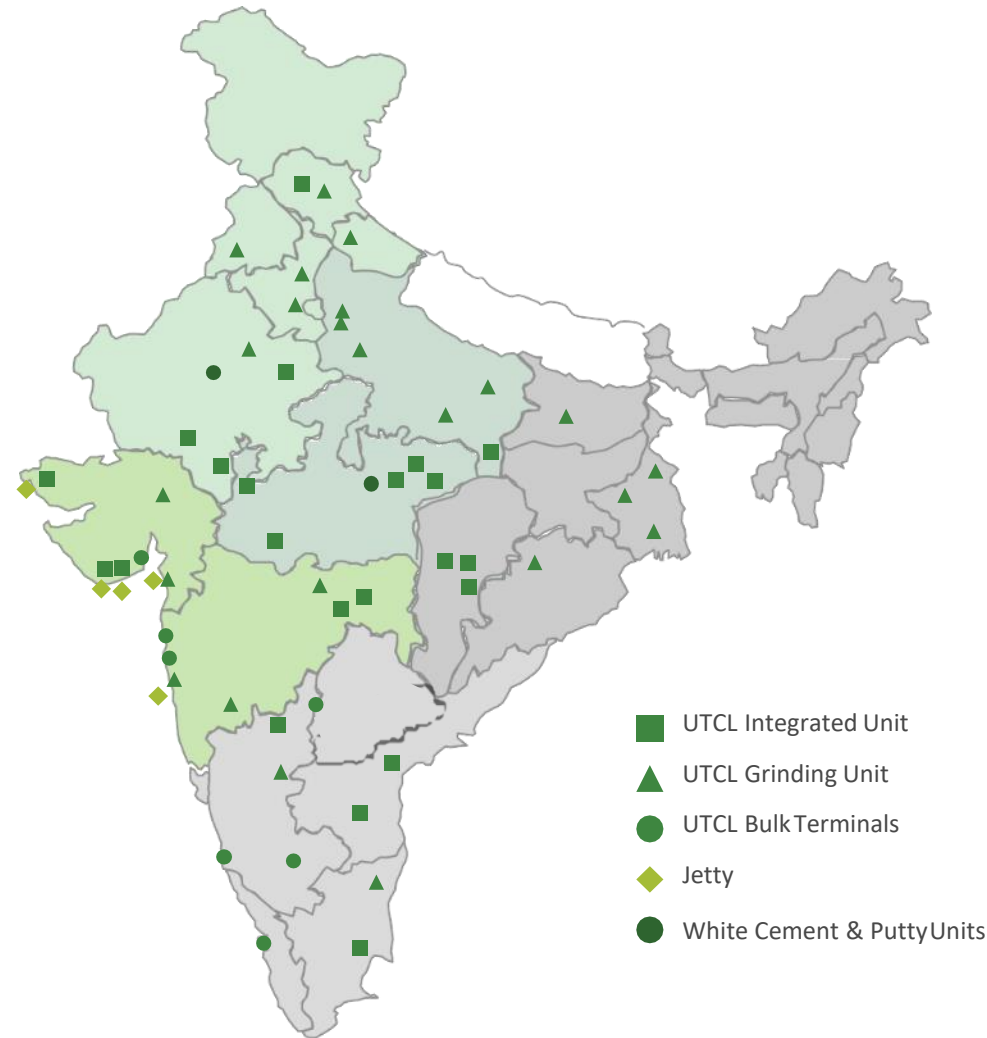 UTCL Integrated Unit
UTCL Grinding Unit
UTCL Bulk Terminals
Jetty
White Cement & Putty Units